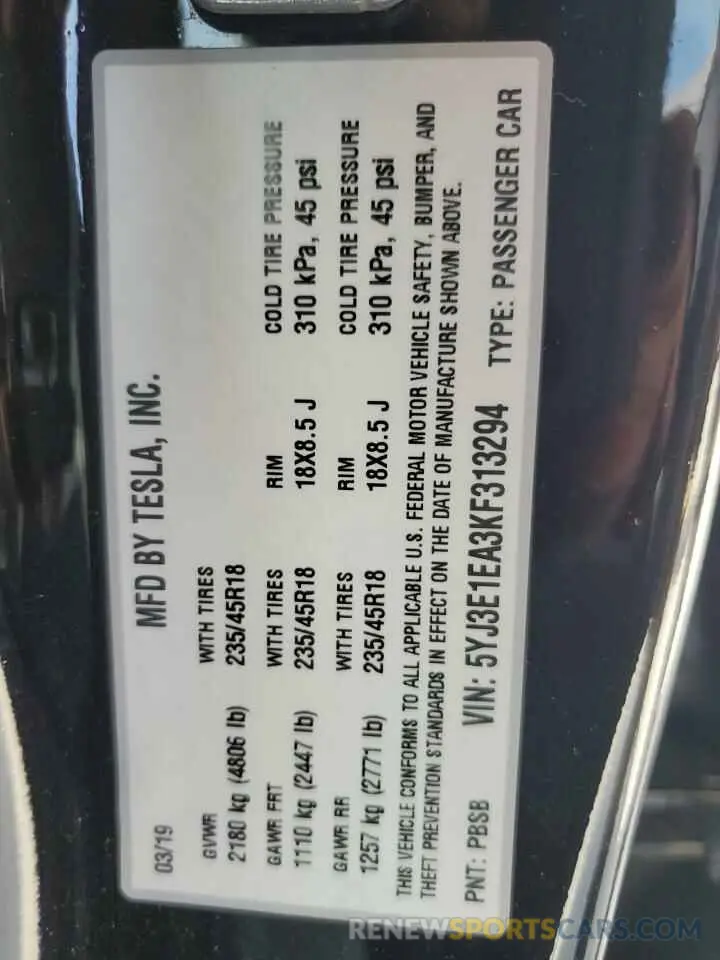 MFD BY TESLA, INC.
03/19
GVWR WITH TIRES
2180 kg (4806 lb) 235/45R18
GAWR FRT WITH TIRES RIM COLD TIRE PRESSURE
1110 kg (2447 lb) 235/45R18 18X8.5 J 310 kPa, 45 psi
GAWR RR WITH TIRES RIM COLD TIRE PRESSURE
1257 kg (2771 lb) 235/45R18 18X8.5 J 310 kPa, 45 psi
THIS VEHICLE CONFORMS TO ALL APPLICABLE U.S. FEDERAL MOTOR VEHICLE SAFETY, BUMPER, AND
THEFT PREVENTION STANDARDS IN EFFECT ON THE DATE OF MANUFACTURE SHOWN ABOVE.
PNT: PBSB VIN: 5YJ3E1EA3KF313294 TYPE: PASSENGER CAR
RENEWSPORTSCARS.COM